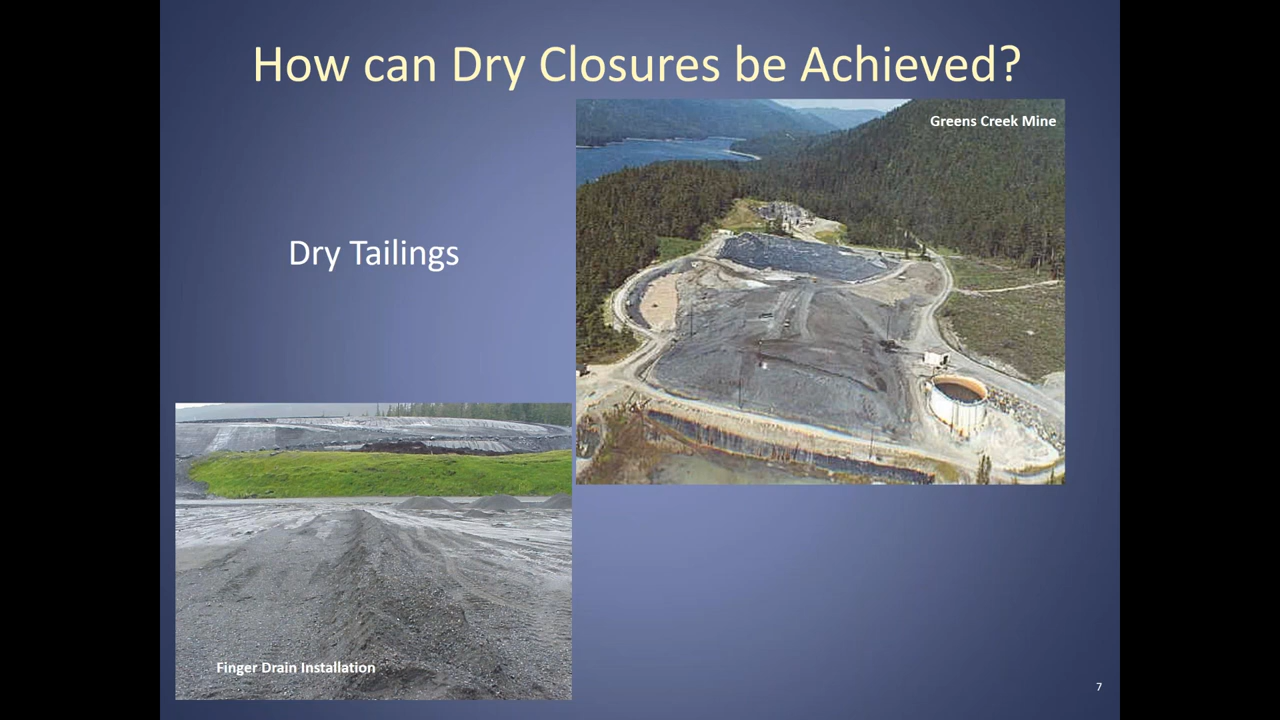 How can Dry Closures be Achieved?
Greens Creek Mine
Dry Tailings
Finger Drain Installation
7